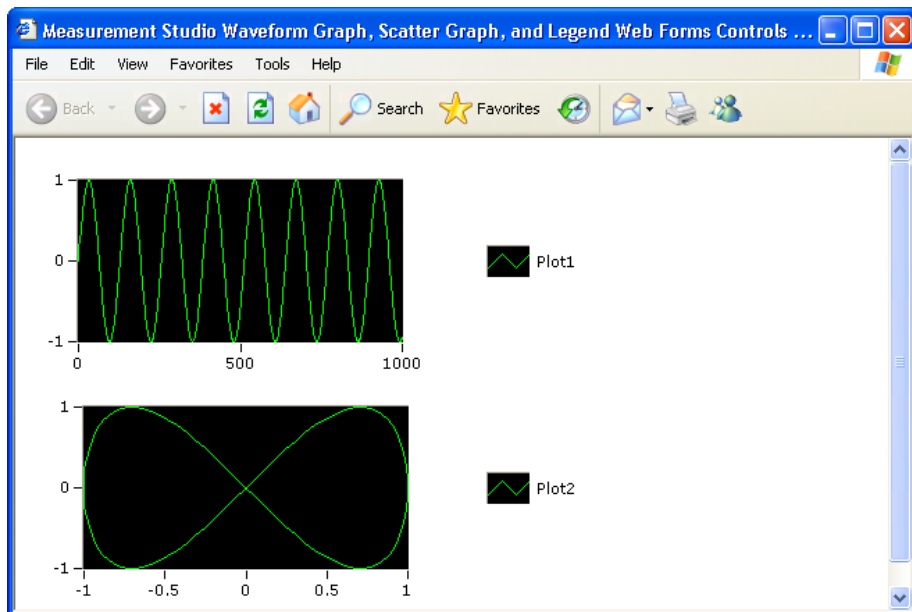 Measurement Studio Waveform Graph, Scatter Graph, and Legend Web Forms Controls ...
File Edit View Favorites Tools Help
Back Search Favorites
1
0
-1
0 500 1000
Plot1
1
0
-1
-1 -0.5 0 0.5 1
Plot2